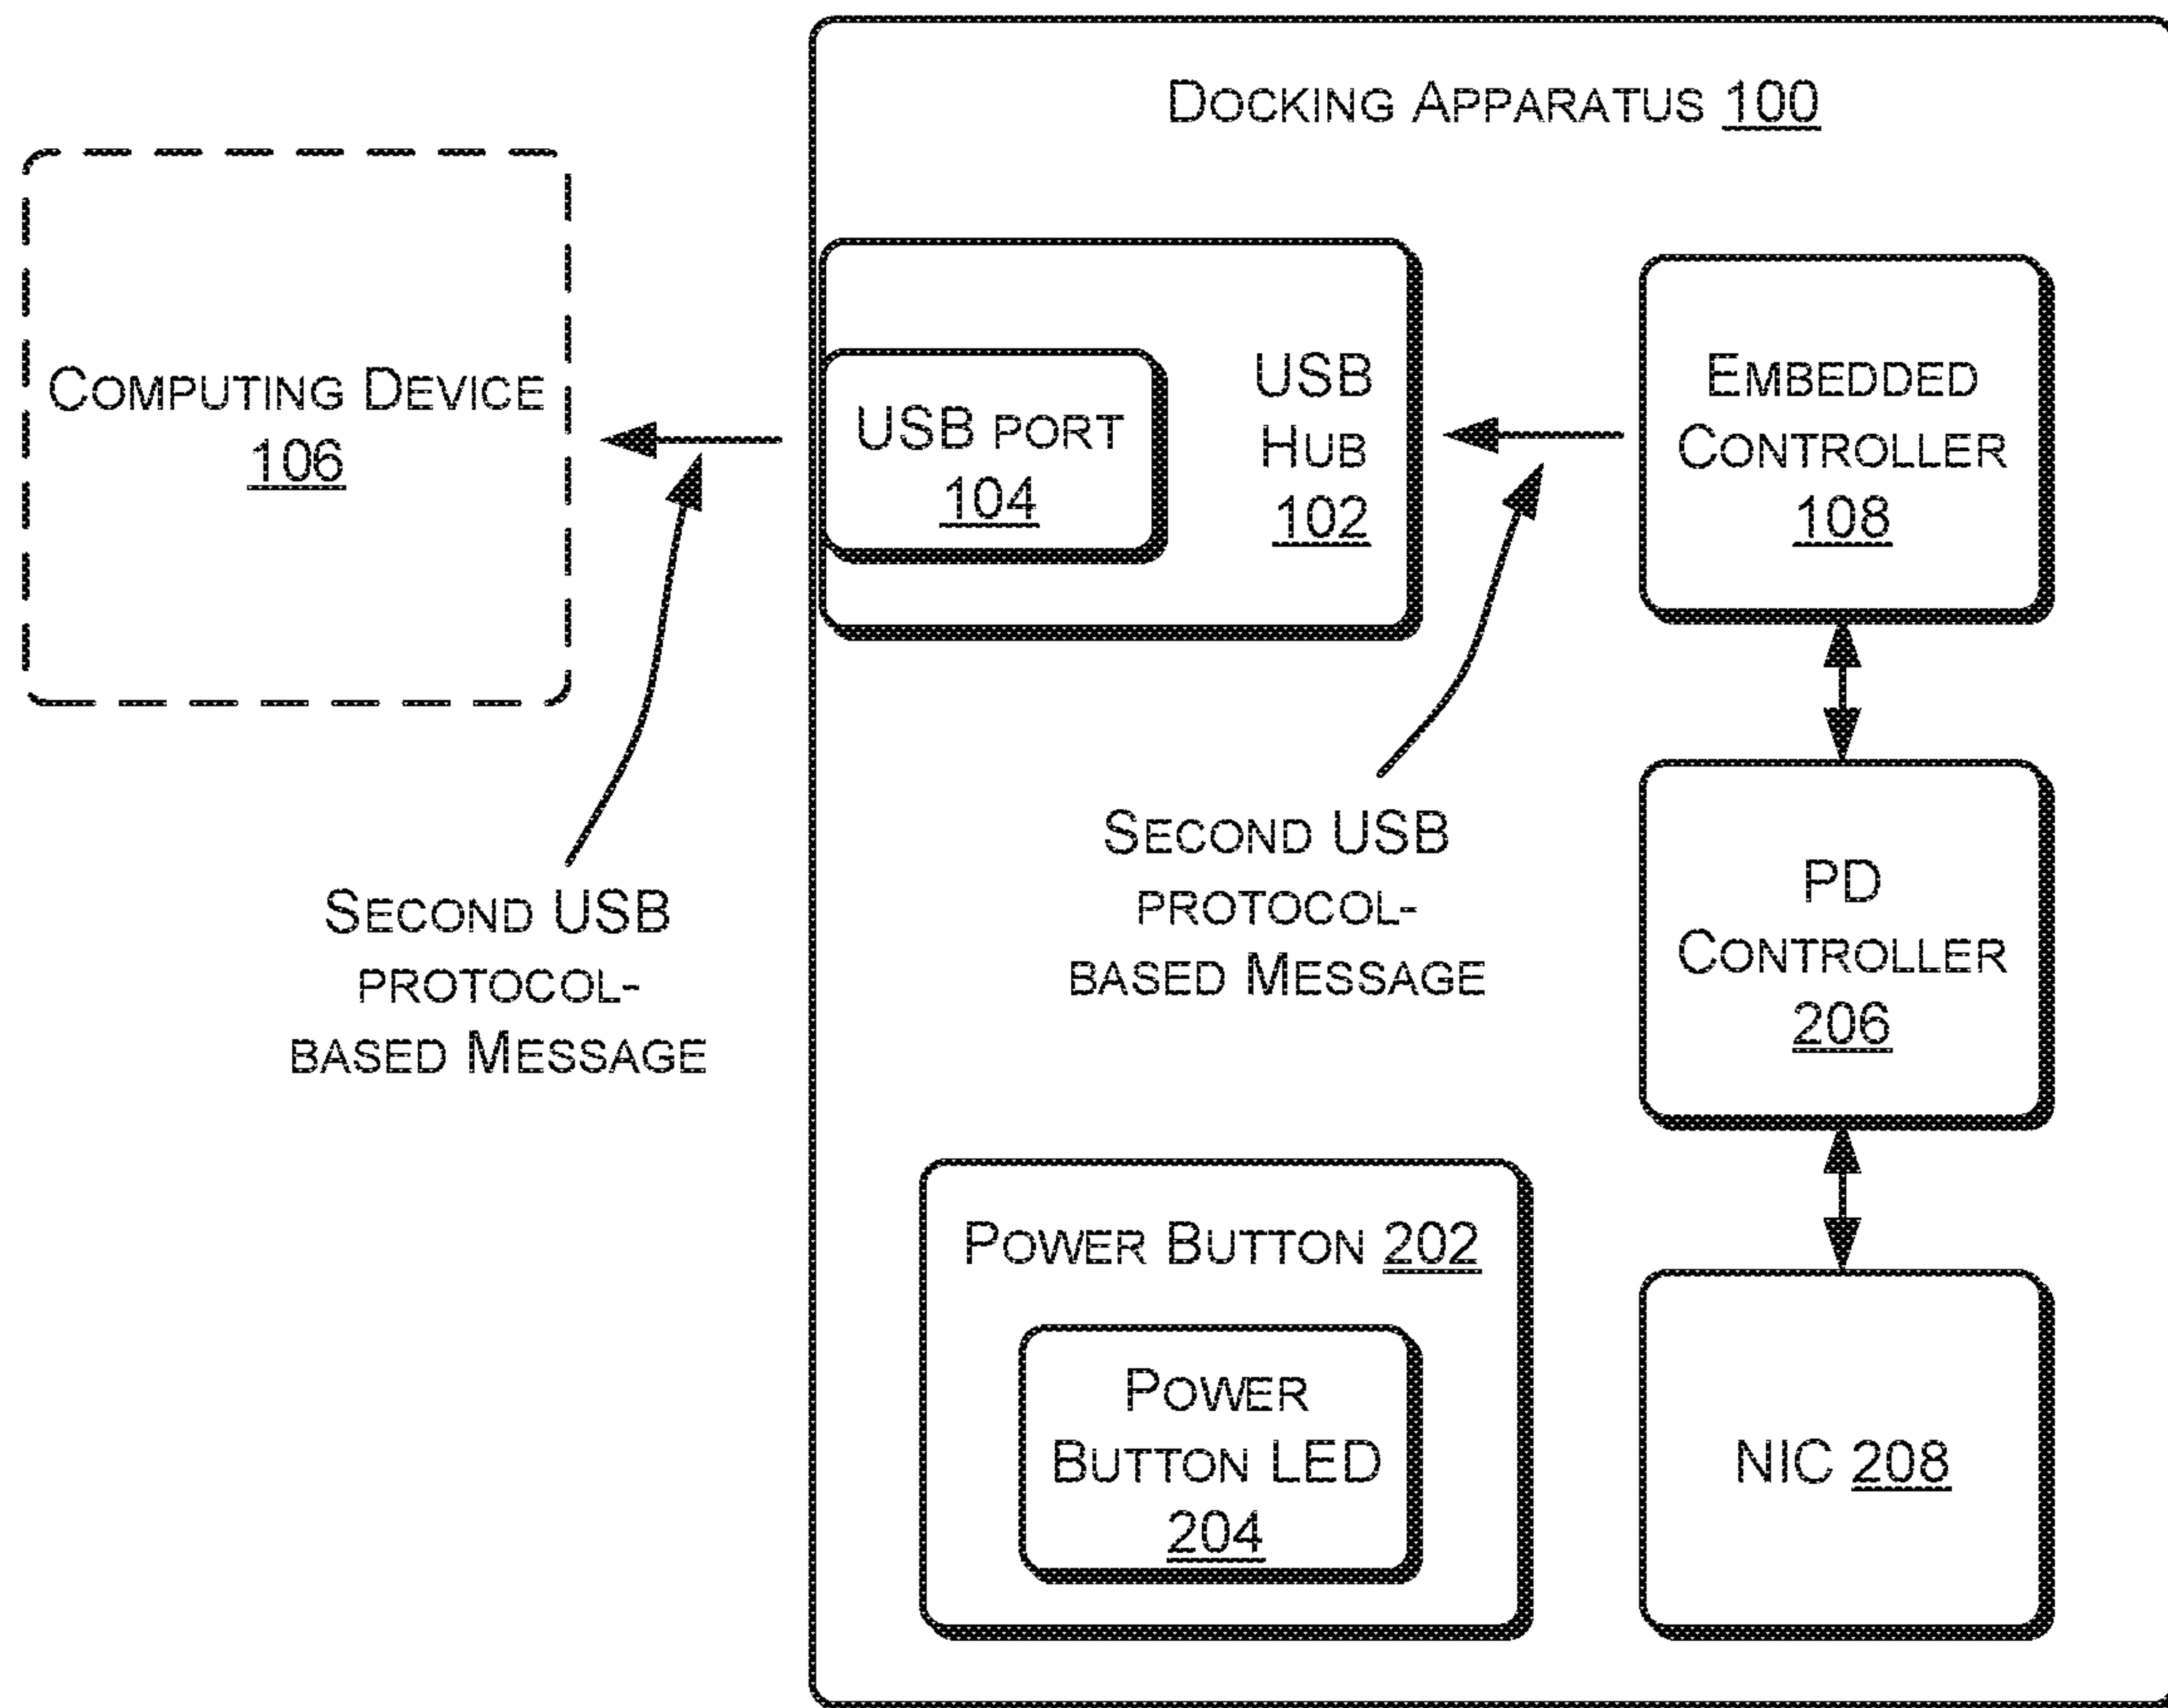 DOCKING APPARATUS 100
COMPUTING DEVICE
106
USB PORT
104
USB
HUB
102
EMBEDDED
CONTROLLER
108
SECOND USB
PROTOCOL-
BASED MESSAGE
SECOND USB
PROTOCOL-
BASED MESSAGE
PD
CONTROLLER
206
POWER BUTTON 202
POWER
BUTTON LED
204
NIC 208